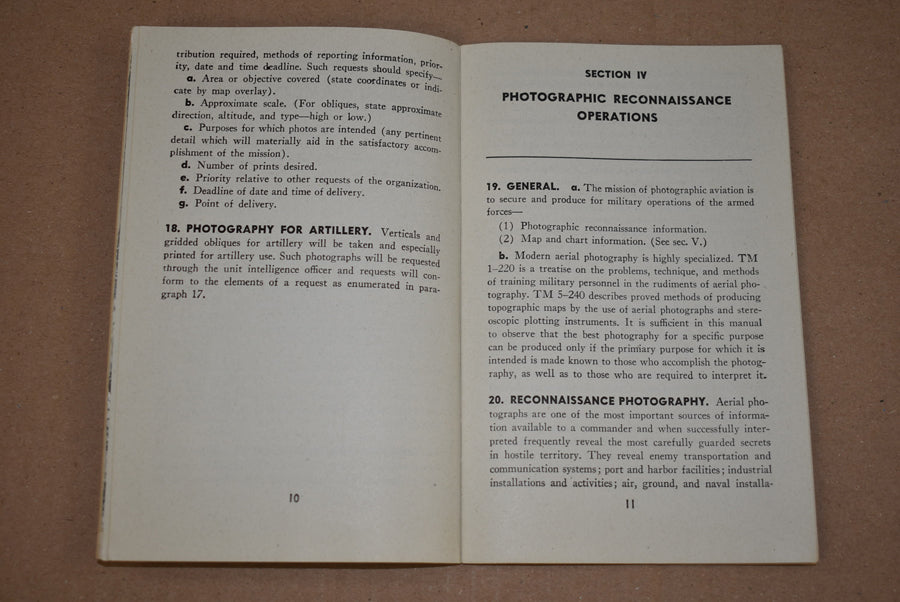 tribution required, methods of reporting information, prior-
ity, date and time deadline. Such requests should specify—
a. Area or objective covered (state coordinates or indi-
cate by map overlay).
b. Approximate scale. (For obliques, state approximate
direction, altitude, and type—high or low.)
c. Purposes for which photos are intended (any pertinent
detail which will materially aid in the satisfactory accom-
plishment of the mission).
d. Number of prints desired.
e. Priority relative to other requests of the organization.
f. Deadline of date and time of delivery.
g. Point of delivery.
18. PHOTOGRAPHY FOR ARTILLERY. Verticals and
gridded obliques for artillery will be taken and especially
printed for artillery use. Such photographs will be requested
through the unit intelligence officer and requests will con-
form to the elements of a request as enumerated in para-
graph 17.
10
SECTION IV
PHOTOGRAPHIC RECONNAISSANCE
OPERATIONS
19. GENERAL. a. The mission of photographic aviation is
to secure and produce for military operations of the armed
forces—
(1) Photographic reconnaissance information.
(2) Map and chart information. (See sec. V.)
b. Modern aerial photography is highly specialized. TM
1–220 is a treatise on the problems, technique, and methods
of training military personnel in the rudiments of aerial pho-
tography. TM 5–240 describes proved methods of producing
topographic maps by the use of aerial photographs and stere-
oscopic plotting instruments. It is sufficient in this manual
to observe that the best photography for a specific purpose
can be produced only if the primary purpose for which it is
intended is made known to those who accomplish the photog-
raphy, as well as to those who are required to interpret it.
20. RECONNAISSANCE PHOTOGRAPHY. Aerial pho-
tographs are one of the most important sources of informa-
tion available to a commander and when successfully inter-
preted frequently reveal the most carefully guarded secrets
in hostile territory. They reveal enemy transportation and
communication systems; port and harbor facilities; industrial
installations and activities; air, ground, and naval installa-
11